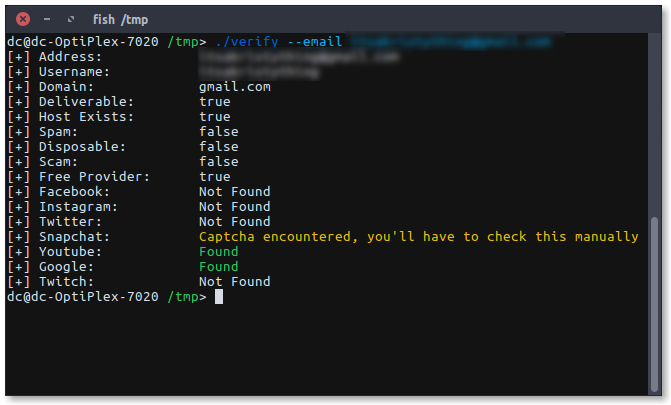 fish /tmp
dc@dc-OptiPlex-7020 /tmp> ./verify --email
[+] Address:
[+] Username:
[+] Domain: gmail.com
[+] Deliverable: true
[+] Host Exists: true
[+] Spam: false
[+] Disposable: false
[+] Scam: false
[+] Free Provider: true
[+] Facebook: Not Found
[+] Instagram: Not Found
[+] Twitter: Not Found
[+] Snapchat: Captcha encountered, you'll have to check this manually
[+] Youtube: Found
[+] Google: Found
[+] Twitch: Not Found
dc@dc-OptiPlex-7020 /tmp>